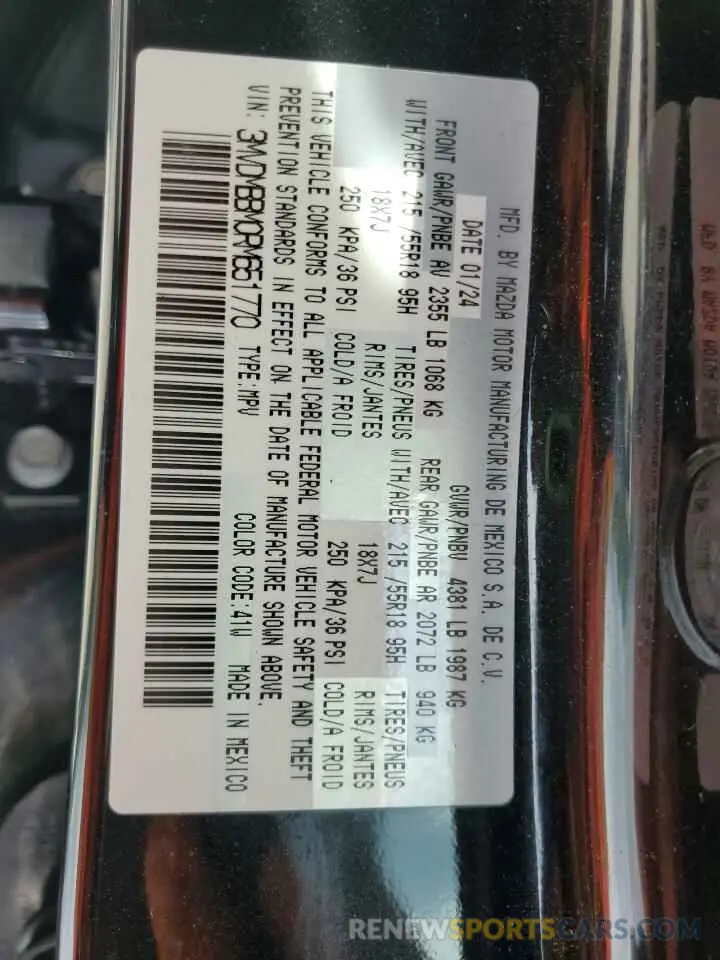 MFD. BY MAZDA MOTOR MANUFACTURING DE MEXICO S.A. DE C.V.
DATE 01/24 GVWR/PNBV 4381 LB 1987 KG
FRONT GAWR/PNBE AV 2355 LB 1068 KG REAR GAWR/PNBE AR 2072 LB 940 KG
WITH/AVEC 215 /55R18 95H TIRES/PNEUS WITH/AVEC 215 /55R18 95H TIRES/PNEUS
18X7J RIMS/JANTES 18X7J RIMS/JANTES
250 KPA/36 PSI COLD/A FROID 250 KPA/36 PSI COLD/A FROID
THIS VEHICLE CONFORMS TO ALL APPLICABLE FEDERAL MOTOR VEHICLE SAFETY AND THEFT
PREVENTION STANDARDS IN EFFECT ON THE DATE OF MANUFACTURE SHOWN ABOVE.
VIN: 3MVDMBBM0RM661770 TYPE:MPV COLOR CODE:41W MADE IN MEXICO
RENEWSPORTSCARS.COM